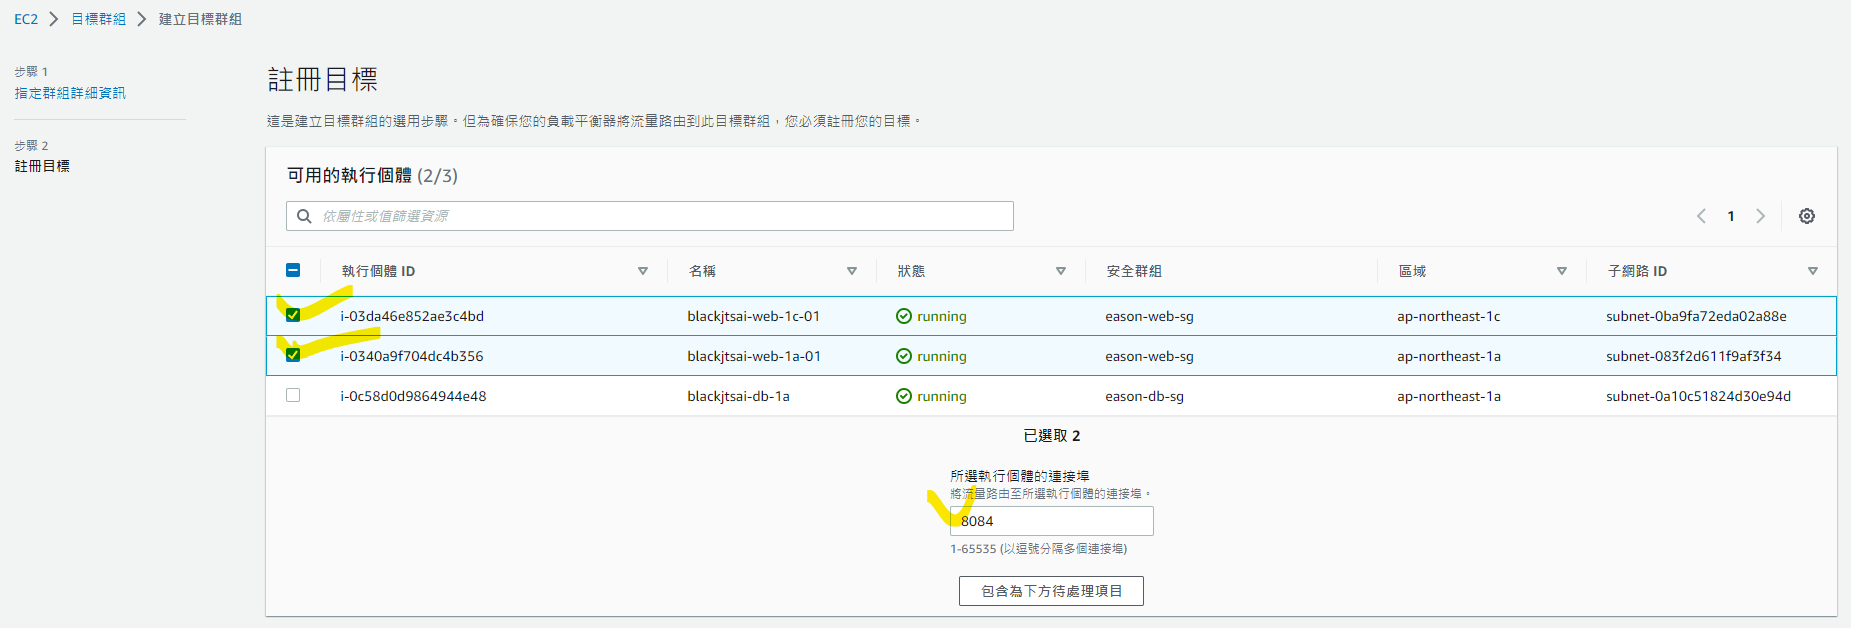 EC2 > 目標群組 > 建立目標群組
步驟 1
指定群組詳細資訊
步驟 2
註冊目標
註冊目標
這是建立目標群組的選用步驟。但為確保您的負載平衡器將流量路由到此目標群組，您必須註冊您的目標。
可用的執行個體 (2/3)
依屬性或值篩選資源
1
執行個體 ID 名稱 狀態 安全群組 區域 子網路 ID
i-03da46e852ae3c4bd blackjtsai-web-1c-01 running eason-web-sg ap-northeast-1c subnet-0ba9fa72eda02a88e
i-0340a9f704dc4b356 blackjtsai-web-1a-01 running eason-web-sg ap-northeast-1a subnet-083f2d611f9af3f34
i-0c58d0d9864944e48 blackjtsai-db-1a running eason-db-sg ap-northeast-1a subnet-0a10c51824d30e94d
已選取 2
所選執行個體的連接埠
將流量路由至所選執行個體的連接埠。
8084
1-65535 (以逗號分隔多個連接埠)
包含為下方待處理項目